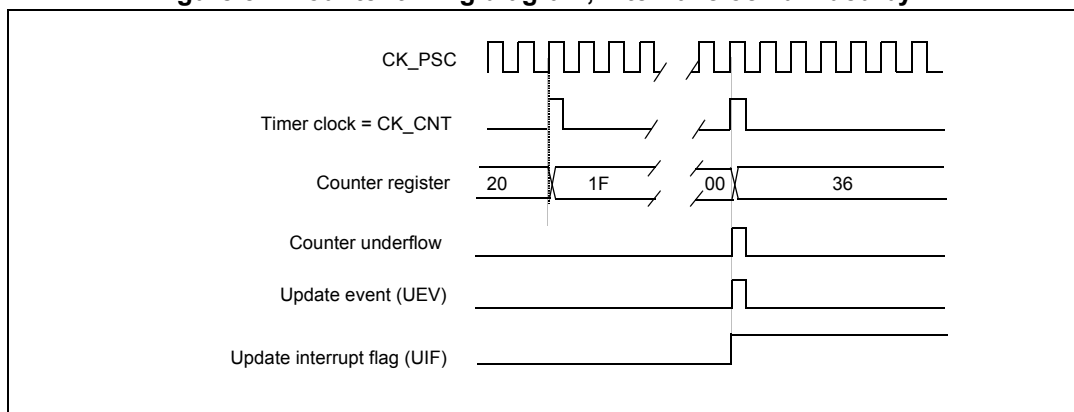 CK_PSC
Timer clock = CK_CNT
Counter register 20 1F 00 36
Counter underflow
Update event (UEV)
Update interrupt flag (UIF)